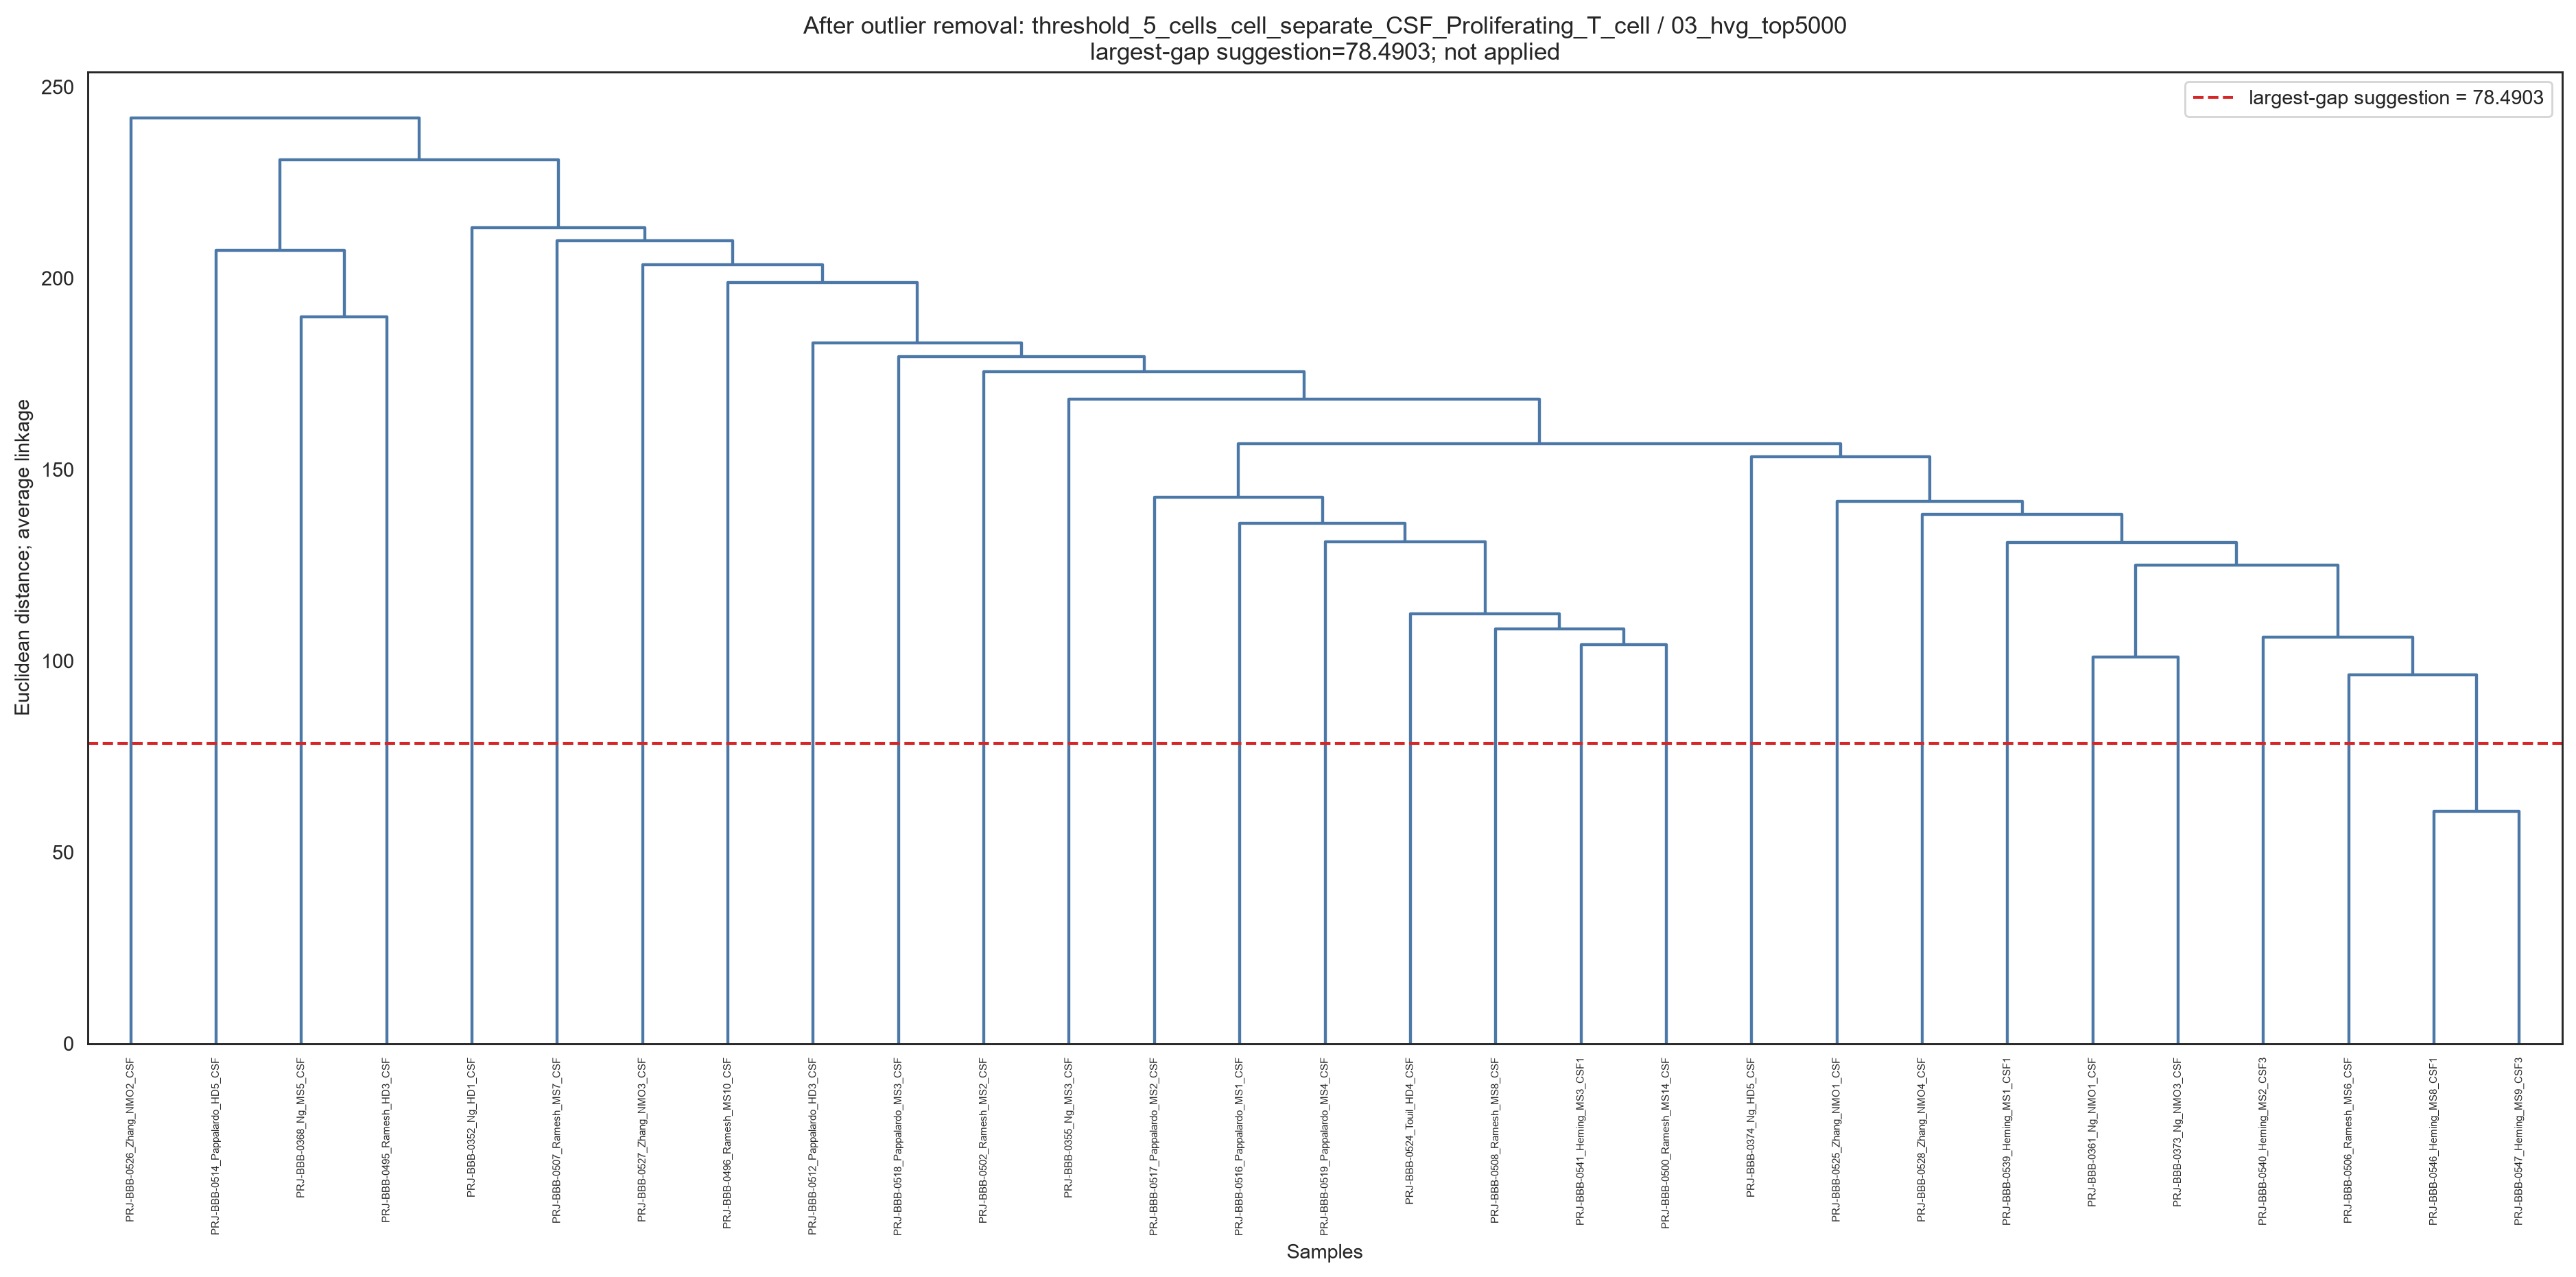 After outlier removal: threshold_5_cells_cell_separate_CSF_Proliferating_T_cell / 03_hvg_top5000
largest-gap suggestion=78.4903; not applied
largest-gap suggestion = 78.4903
Euclidean distance; average linkage
250
200
150
100
50
0
PRJ-BBB-0526_Zhang_NMO2_CSF
PRJ-BBB-0514_Pappalardo_HD5_CSF
PRJ-BBB-0368_Ng_MS5_CSF
PRJ-BBB-0495_Ramesh_HD3_CSF
PRJ-BBB-0352_Ng_HD1_CSF
PRJ-BBB-0507_Ramesh_MS7_CSF
PRJ-BBB-0527_Zhang_NMO3_CSF
PRJ-BBB-0496_Ramesh_MS10_CSF
PRJ-BBB-0512_Pappalardo_HD3_CSF
PRJ-BBB-0518_Pappalardo_MS3_CSF
PRJ-BBB-0502_Ramesh_MS2_CSF
PRJ-BBB-0355_Ng_MS3_CSF
PRJ-BBB-0517_Pappalardo_MS2_CSF
PRJ-BBB-0516_Pappalardo_MS1_CSF
PRJ-BBB-0519_Pappalardo_MS4_CSF
PRJ-BBB-0524_Touil_HD4_CSF
PRJ-BBB-0508_Ramesh_MS8_CSF
PRJ-BBB-0541_Heming_MS3_CSF1
PRJ-BBB-0500_Ramesh_MS14_CSF
PRJ-BBB-0374_Ng_HD5_CSF
PRJ-BBB-0525_Zhang_NMO1_CSF
PRJ-BBB-0528_Zhang_NMO4_CSF
PRJ-BBB-0539_Heming_MS1_CSF1
PRJ-BBB-0361_Ng_NMO1_CSF
PRJ-BBB-0373_Ng_NMO3_CSF
PRJ-BBB-0540_Heming_MS2_CSF3
PRJ-BBB-0506_Ramesh_MS6_CSF
PRJ-BBB-0546_Heming_MS8_CSF1
PRJ-BBB-0547_Heming_MS9_CSF3
Samples